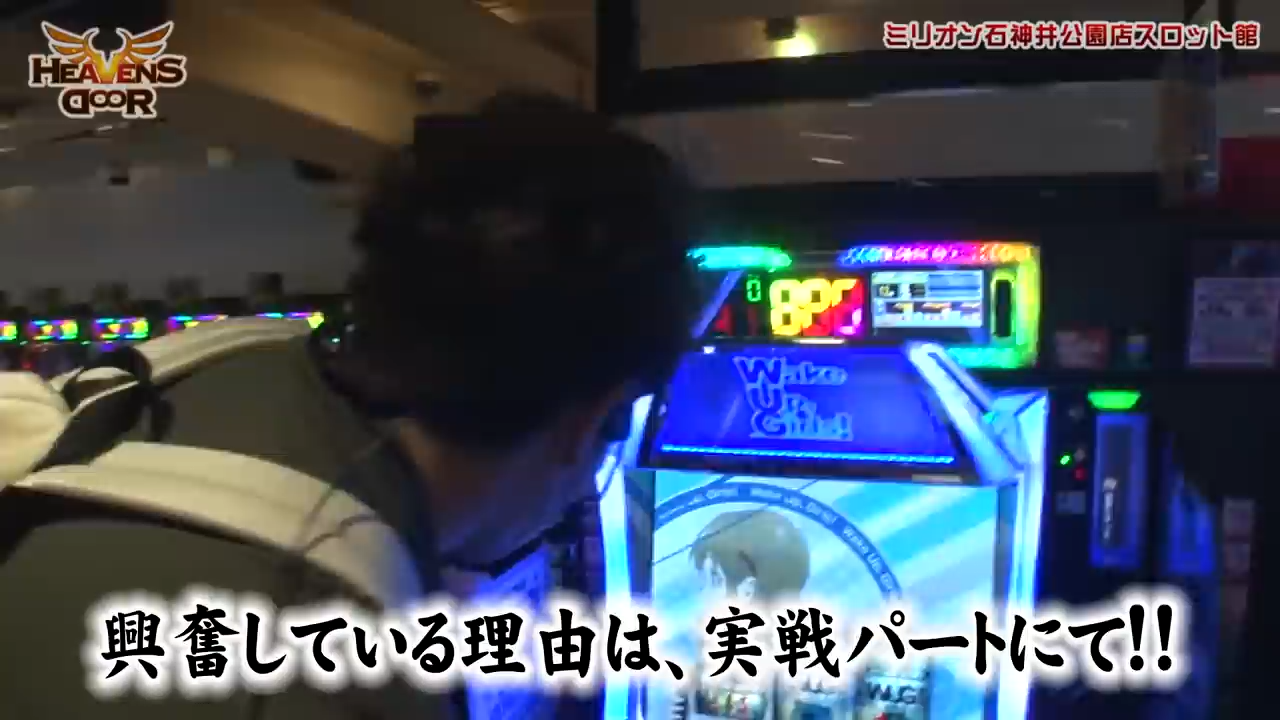 HEAVENS DOOR
ミリオン石神井公園店スロット館
Wake
Up,
Girls!
興奮している理由は、実戦パートにて!!